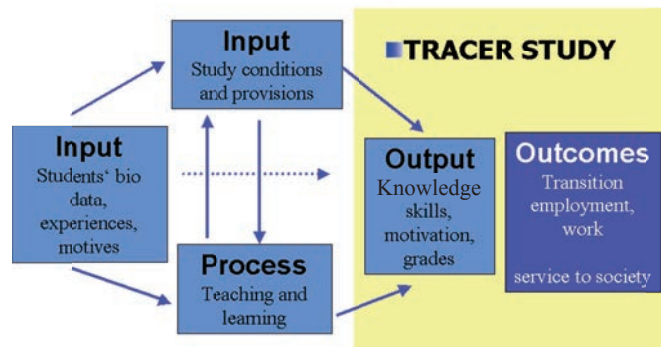 TRACER STUDY
Input
Study conditions
and provisions
Input
Students‘ bio
data,
experiences,
motives
Process
Teaching and
learning
Output
Knowledge
skills,
motivation,
grades
Outcomes
Transition
employment,
work
service to society